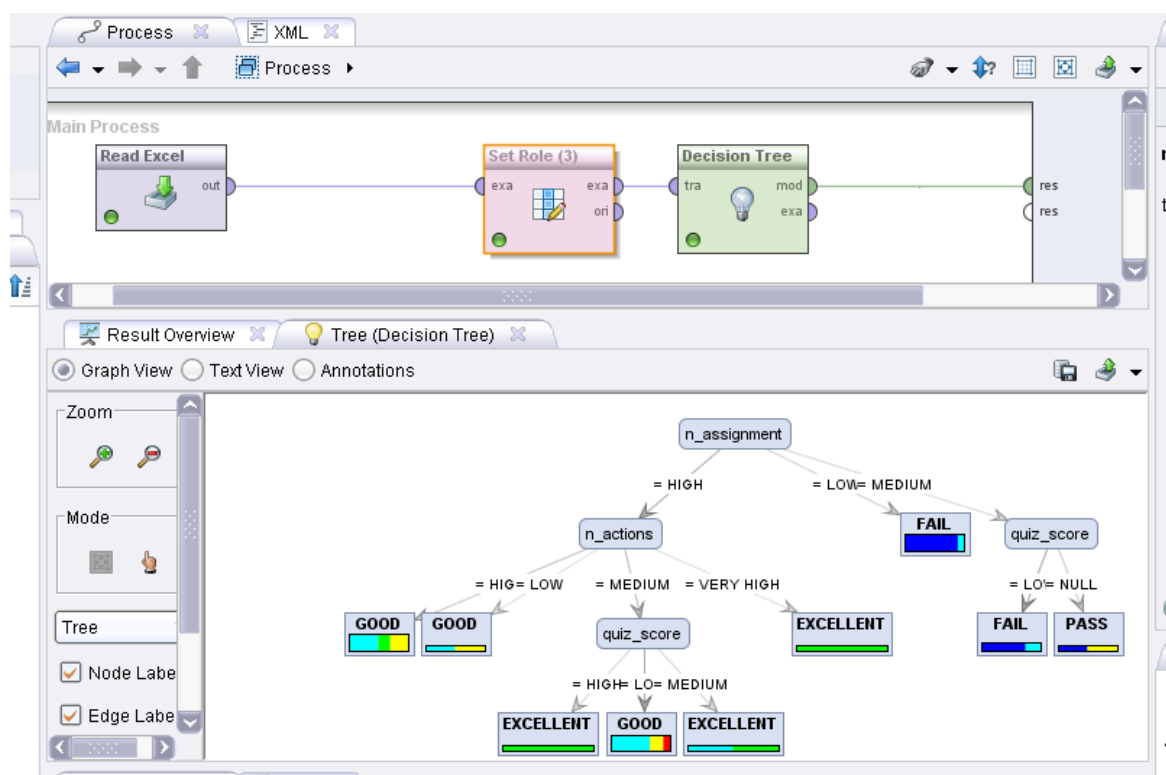 Process
XML
Process
Main Process
Read Excel
out
Set Role (3)
exa
exa
ori
Decision Tree
tra
mod
exa
res
res
Result Overview
Tree (Decision Tree)
Graph View
Text View
Annotations
Zoom
Mode
Tree
Node Labe
Edge Labe
n_assignment
= HIGH
= LOW
= MEDIUM
n_actions
FAIL
quiz_score
= HIG
= LOW
= MEDIUM
= VERY HIGH
= LO
= NULL
GOOD
GOOD
quiz_score
EXCELLENT
FAIL
PASS
= HIGH
= LO
= MEDIUM
EXCELLENT
GOOD
EXCELLENT